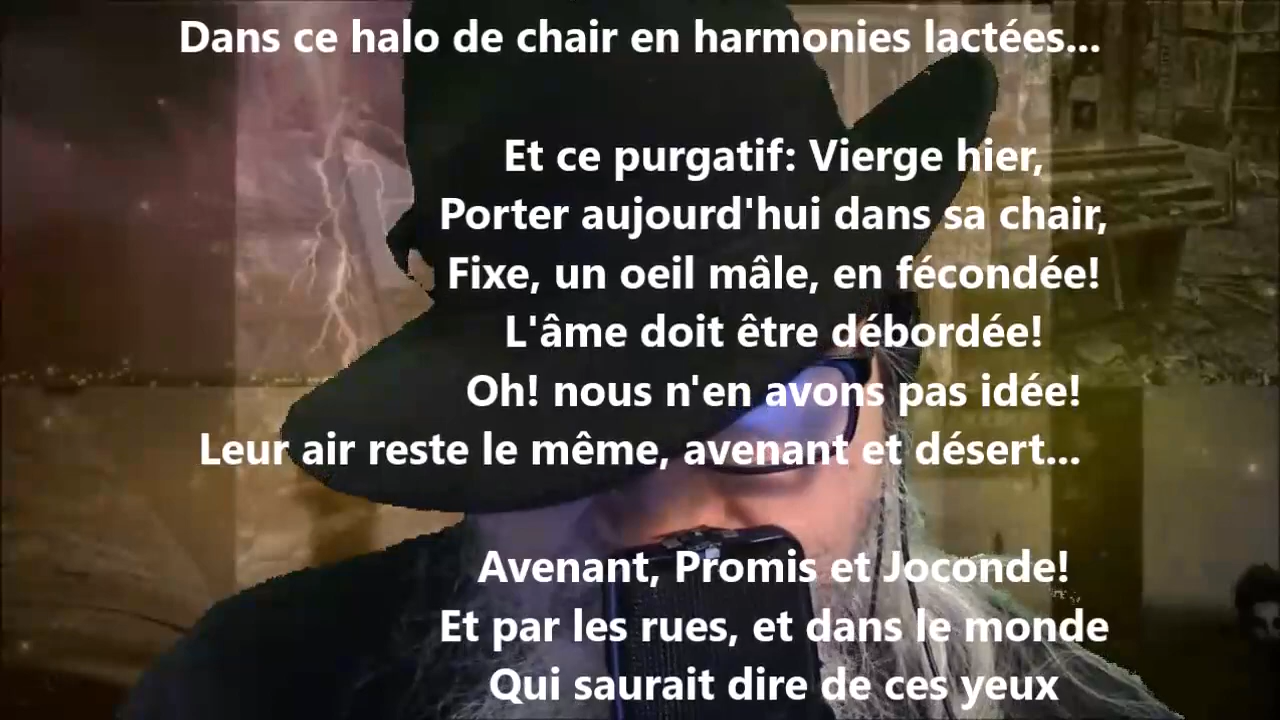 Dans ce halo de chair en harmonies lactées...
Et ce purgatif: Vierge hier,
Porter aujourd'hui dans sa chair,
Fixe, un oeil mâle, en fécondée!
L'âme doit être débordée!
Oh! nous n'en avons pas idée!
Leur air reste le même, avenant et désert...
Avenant, Promis et Joconde!
Et par les rues, et dans le monde
Qui saurait dire de ces yeux